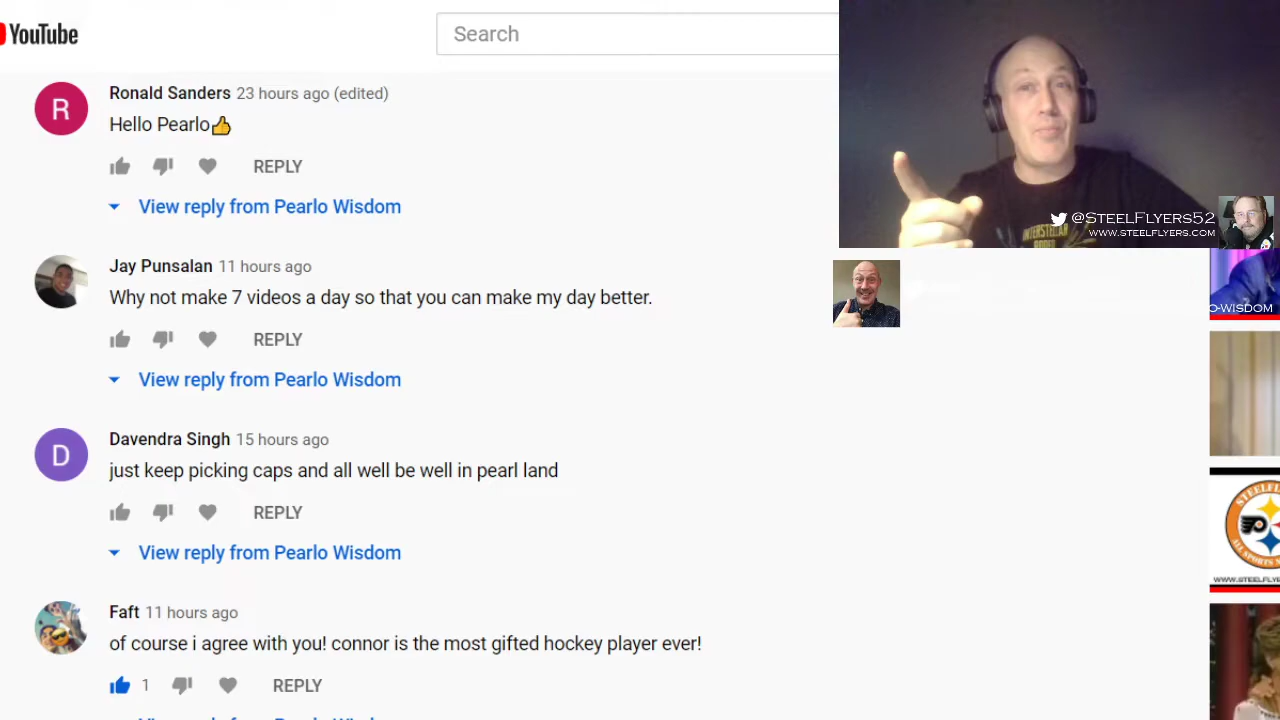 YouTube
Search
R
Ronald Sanders 23 hours ago (edited)
Hello Pearlo👍
REPLY
View reply from Pearlo Wisdom
Jay Punsalan 11 hours ago
Why not make 7 videos a day so that you can make my day better.
REPLY
View reply from Pearlo Wisdom
D
Davendra Singh 15 hours ago
just keep picking caps and all well be well in pearl land
REPLY
View reply from Pearlo Wisdom
Faft 11 hours ago
of course i agree with you! connor is the most gifted hockey player ever!
1
REPLY
@SteelFlyers52
www.steelflyers.com
O-WISDOM
STEELFL
ALL SPORTS N
WWW.STEELFLYE